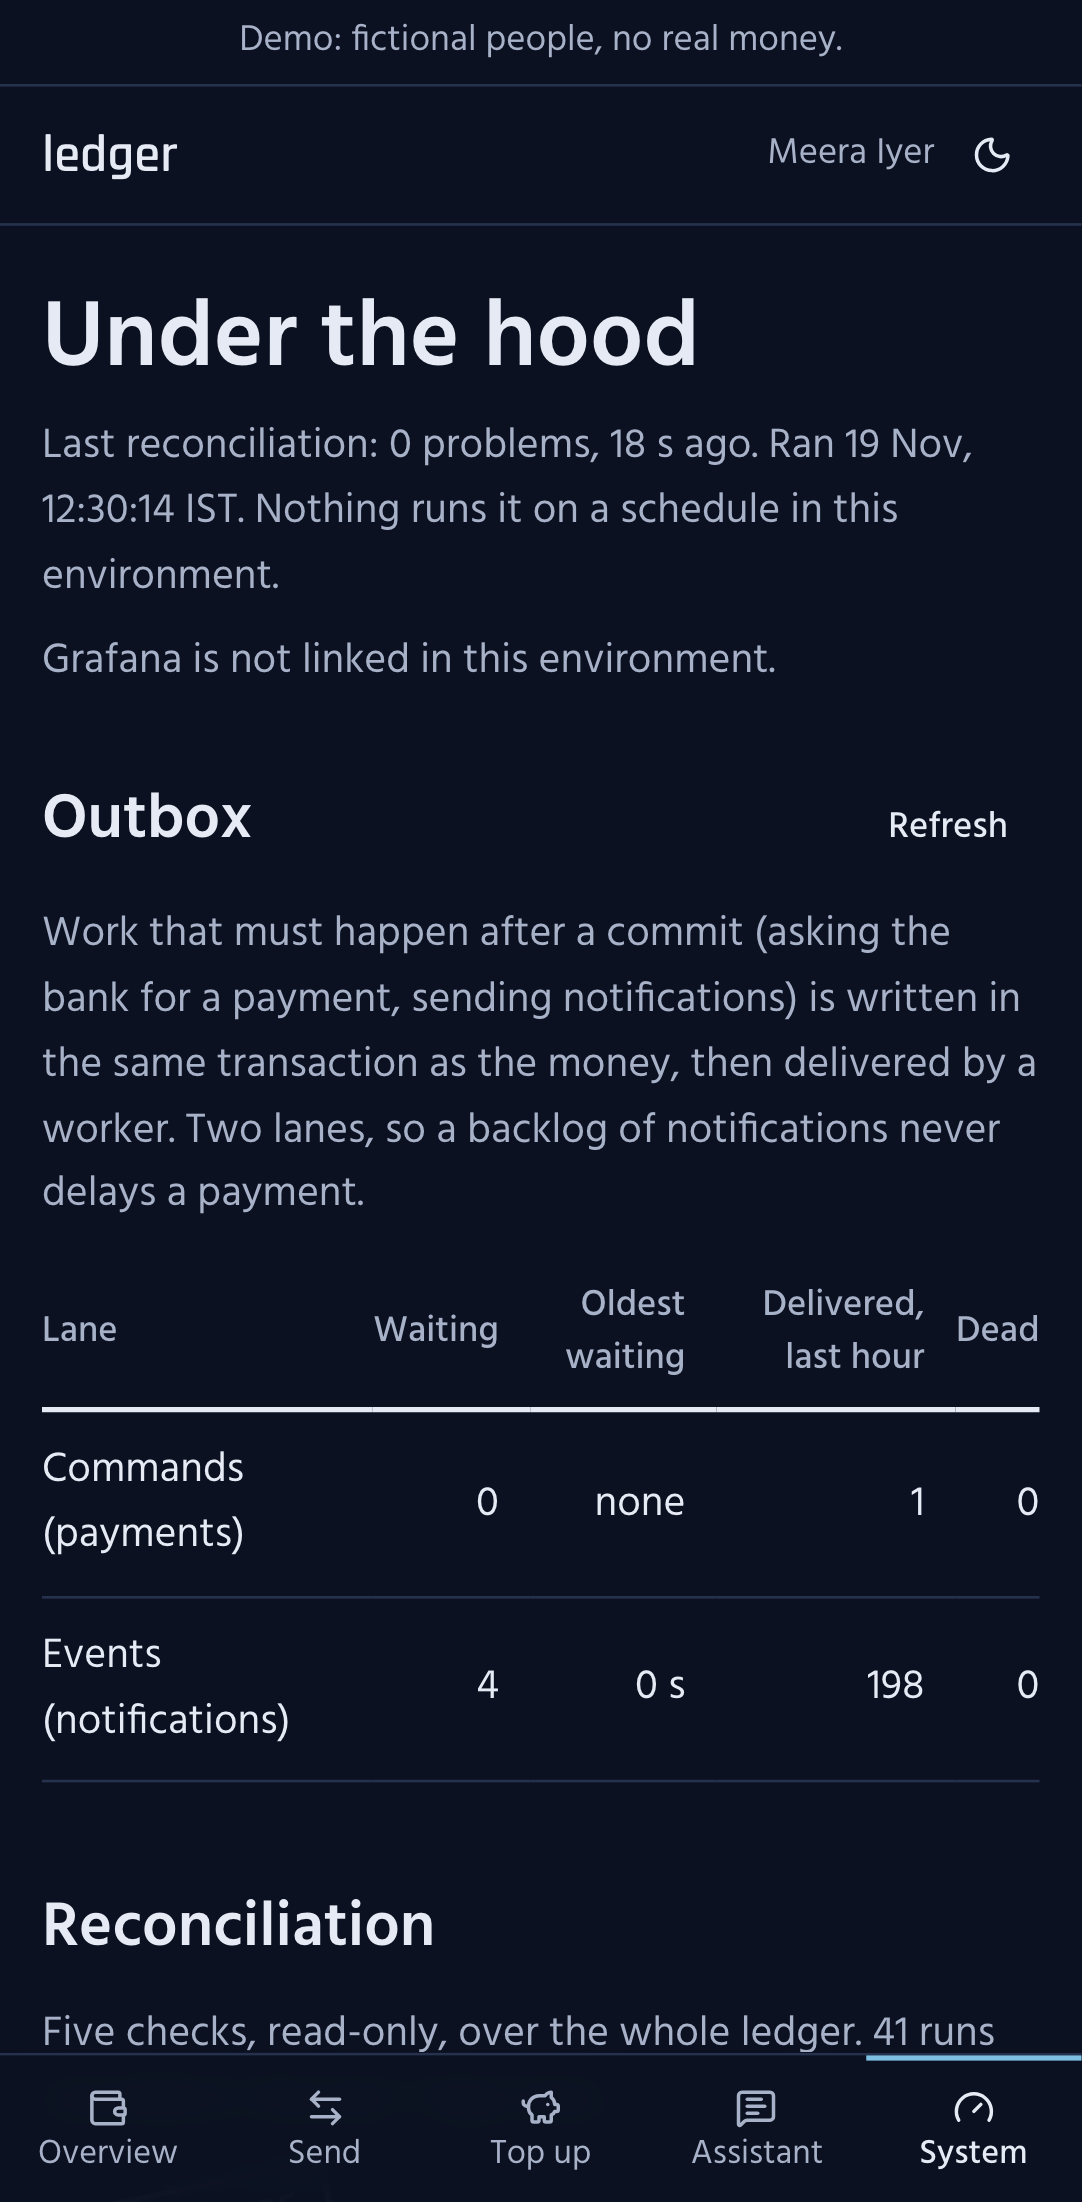 Demo: fictional people, no real money.
ledger
Meera Iyer
Under the hood
Last reconciliation: 0 problems, 18 s ago. Ran 19 Nov,
12:30:14 IST. Nothing runs it on a schedule in this
environment.
Grafana is not linked in this environment.
Outbox
Refresh
Work that must happen after a commit (asking the
bank for a payment, sending notifications) is written in
the same transaction as the money, then delivered by a
worker. Two lanes, so a backlog of notifications never
delays a payment.
Lane Waiting Oldest waiting Delivered, last hour Dead
Commands (payments) 0 none 1 0
Events (notifications) 4 0 s 198 0
Reconciliation
Five checks, read-only, over the whole ledger. 41 runs
Overview Send Top up Assistant System